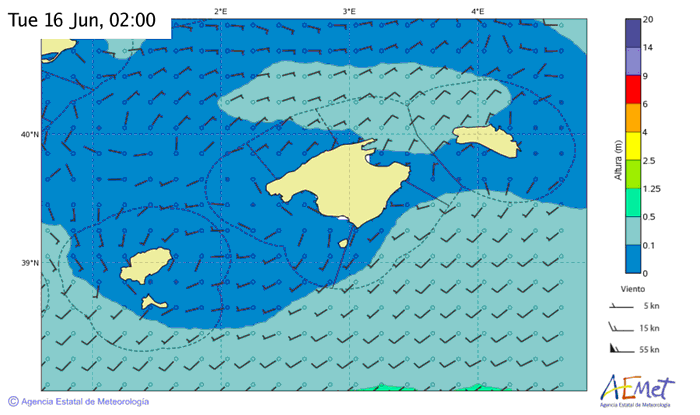 Tue 16 Jun, 02:00
2°E
3°E
4°E
40°N
39°N
Altura (m)
20
14
9
6
4
2.5
1.25
0.5
0.1
0
Viento
5 kn
15 kn
55 kn
AEMet
Agencia Estatal de Meteorología
© Agencia Estatal de Meteorología